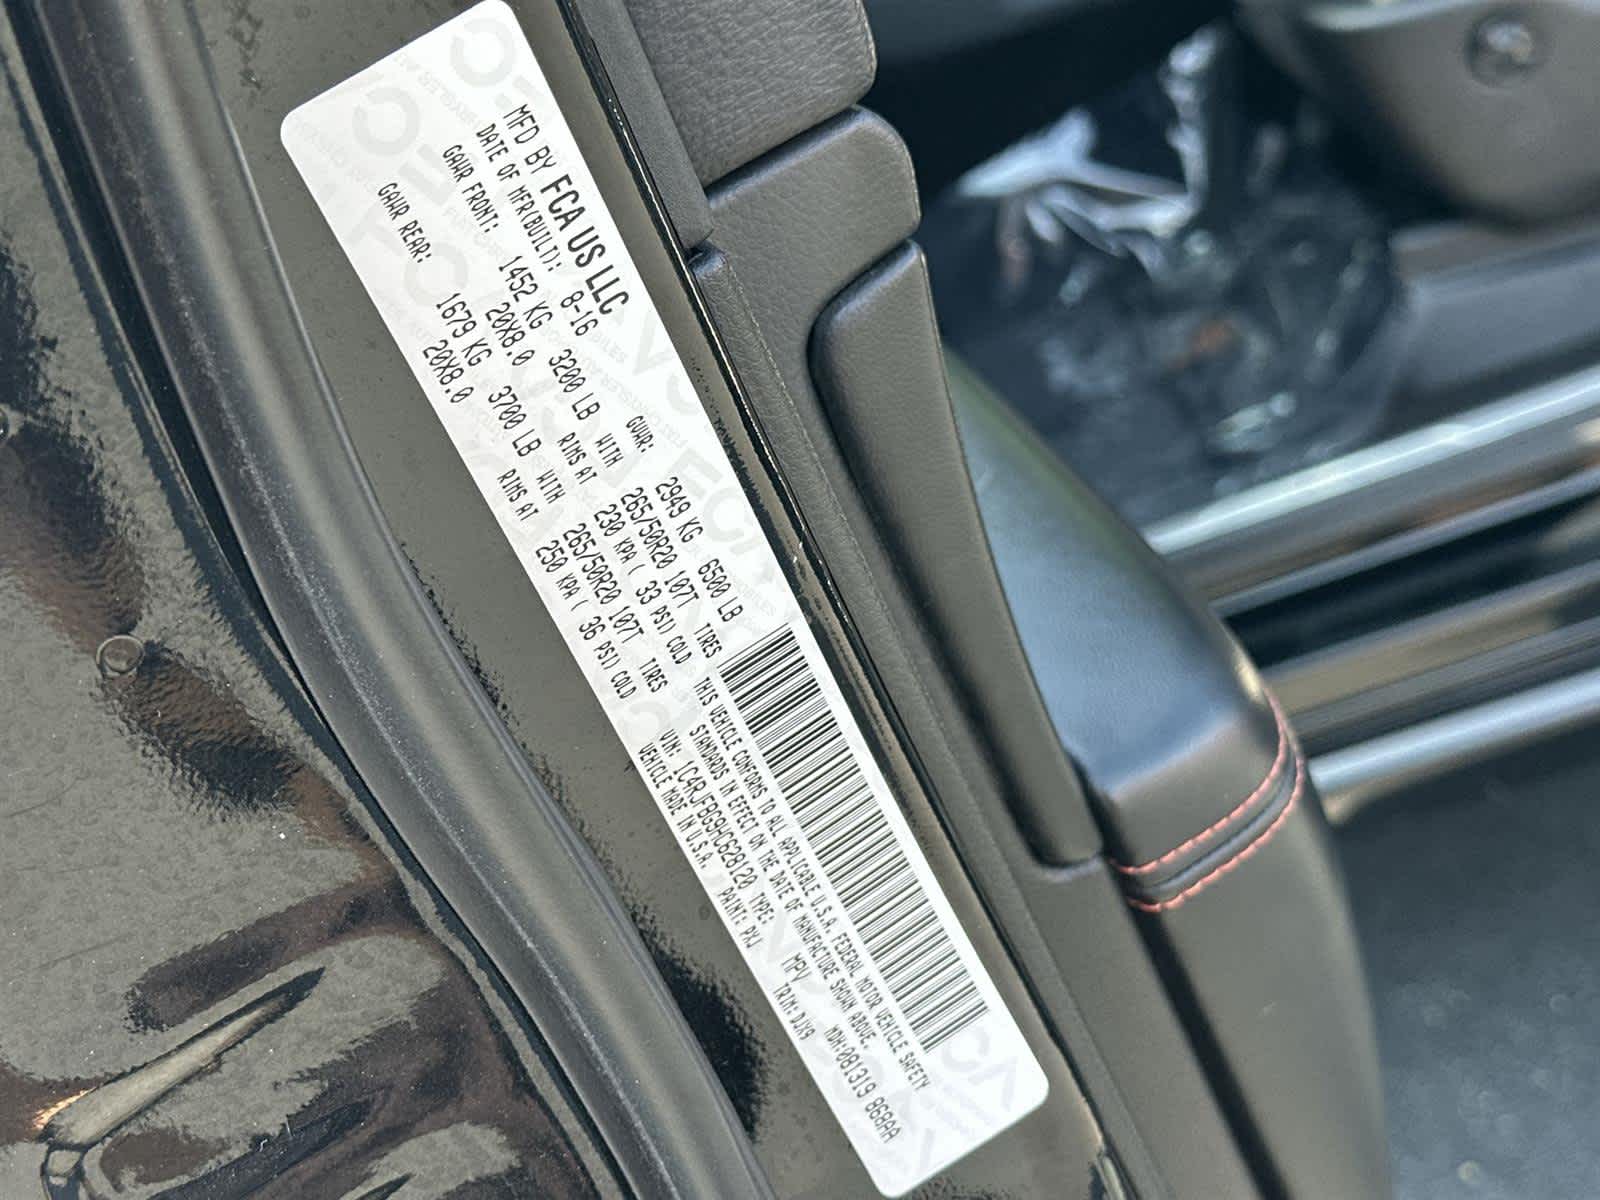 MFD BY FCA US LLC
DATE OF MFR(BUILT): 8-16 GVWR: 2949 KG 6500 LB
GAWR FRONT: 1452 KG 3200 LB WITH 265/50R20 107T TIRES
20X8.0 RIMS AT 230 KPA( 33 PSI) COLD
GAWR REAR: 1679 KG 3700 LB WITH 265/50R20 107T TIRES
20X8.0 RIMS AT 250 KPA( 36 PSI) COLD
THIS VEHICLE CONFORMS TO ALL APPLICABLE U.S.A. FEDERAL MOTOR VEHICLE SAFETY
STANDARDS IN EFFECT ON THE DATE OF MANUFACTURE SHOWN ABOVE.
VIN: 1C4RJFBG9HC628120 TYPE: MPV MDH:081319 868AA
VEHICLE MADE IN U.S.A. PAINT: PXJ TRIM: DJX9